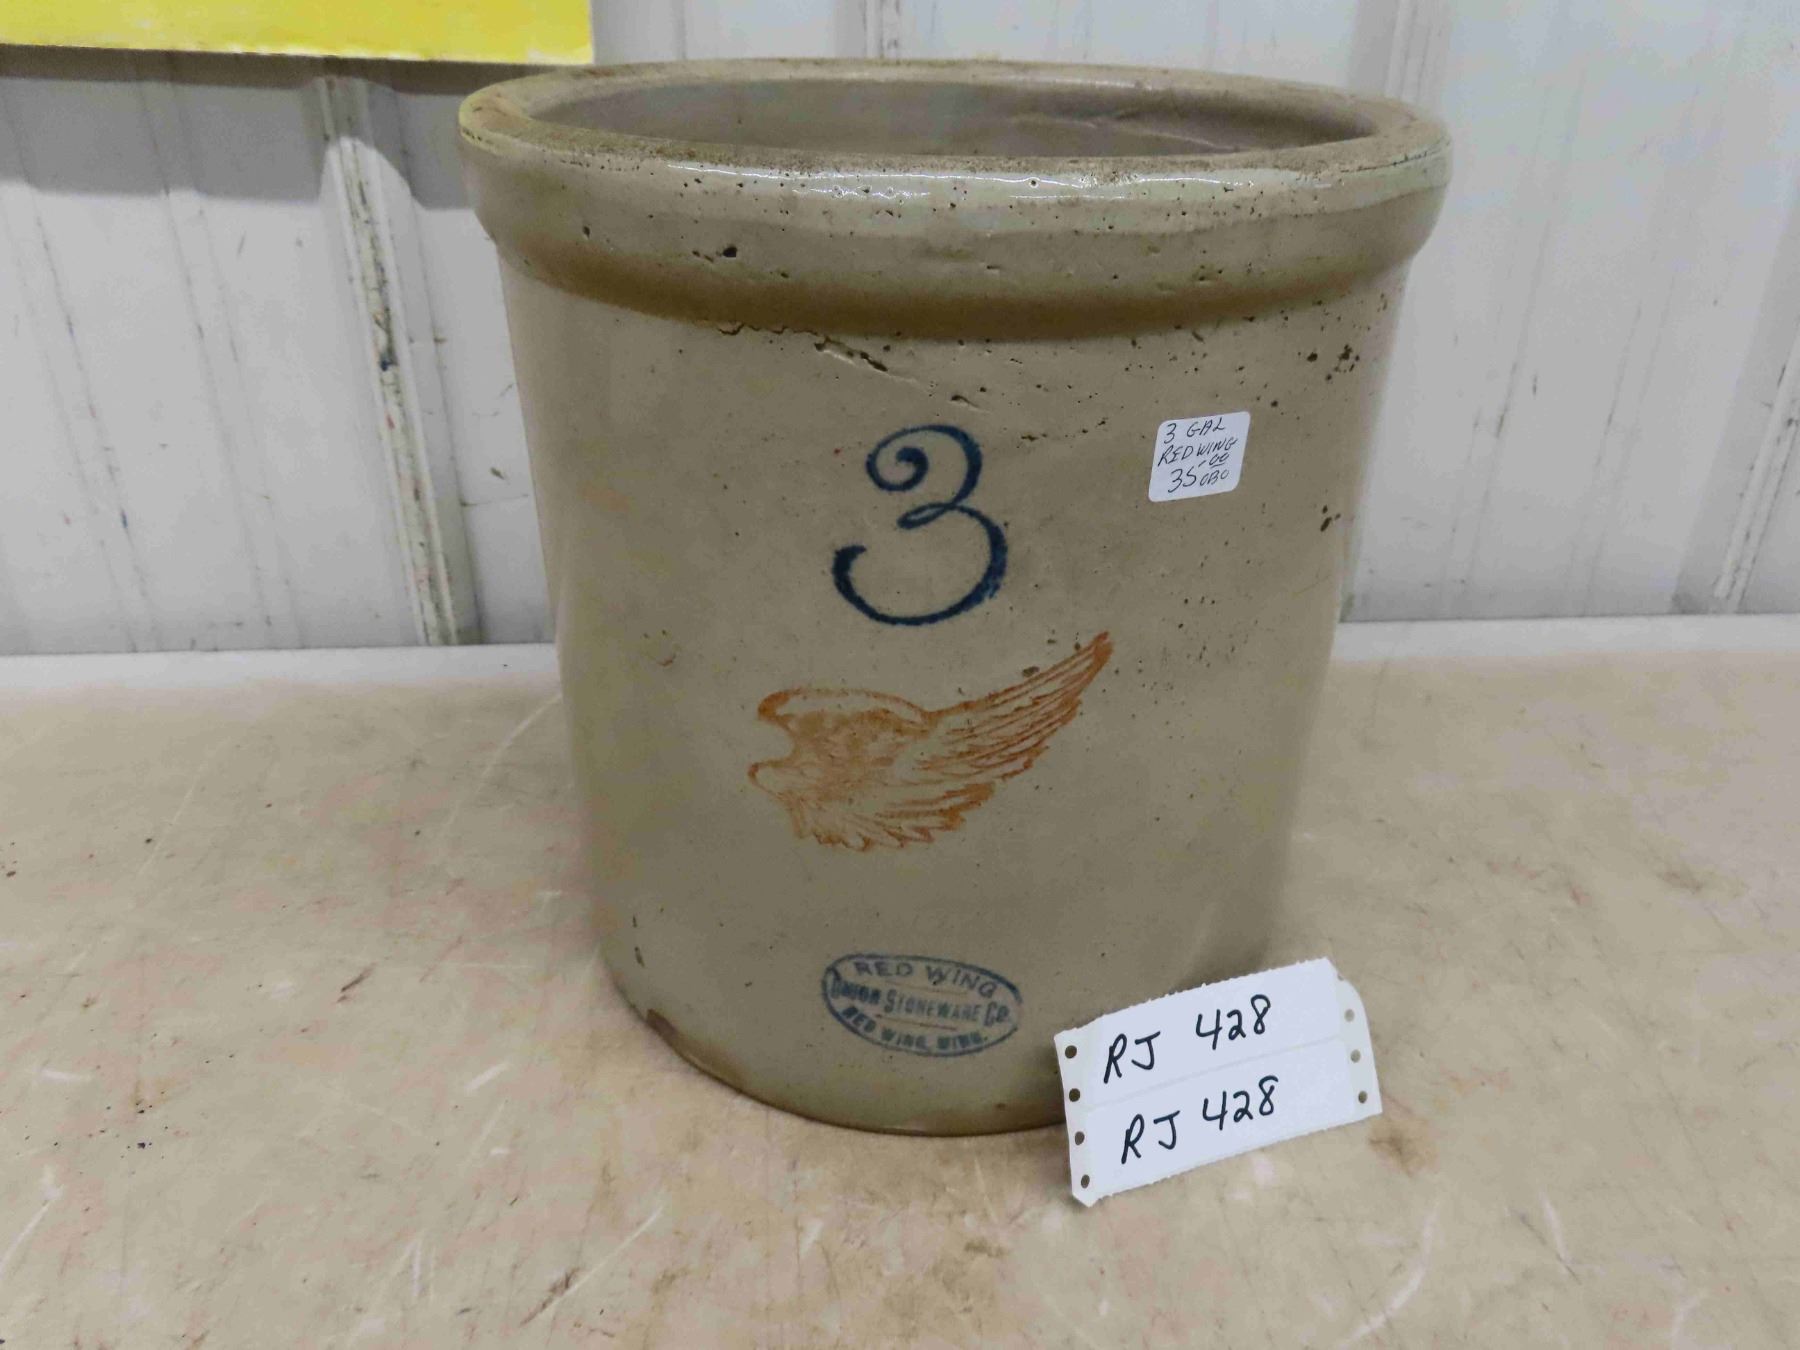 3
3 GAL
RED WING
35.00
OBO
RED WING
UNION STONEWARE CO.
RED WING, MINN.
RJ 428
RJ 428